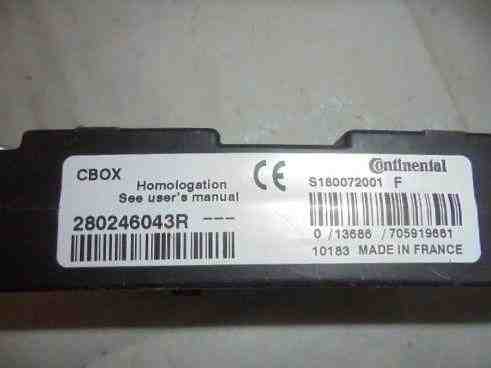 CBOX
Homologation
See user's manual
280246043R ---
CE
Continental
S180072001 F
0 /13686 /705919661
10183 MADE IN FRANCE